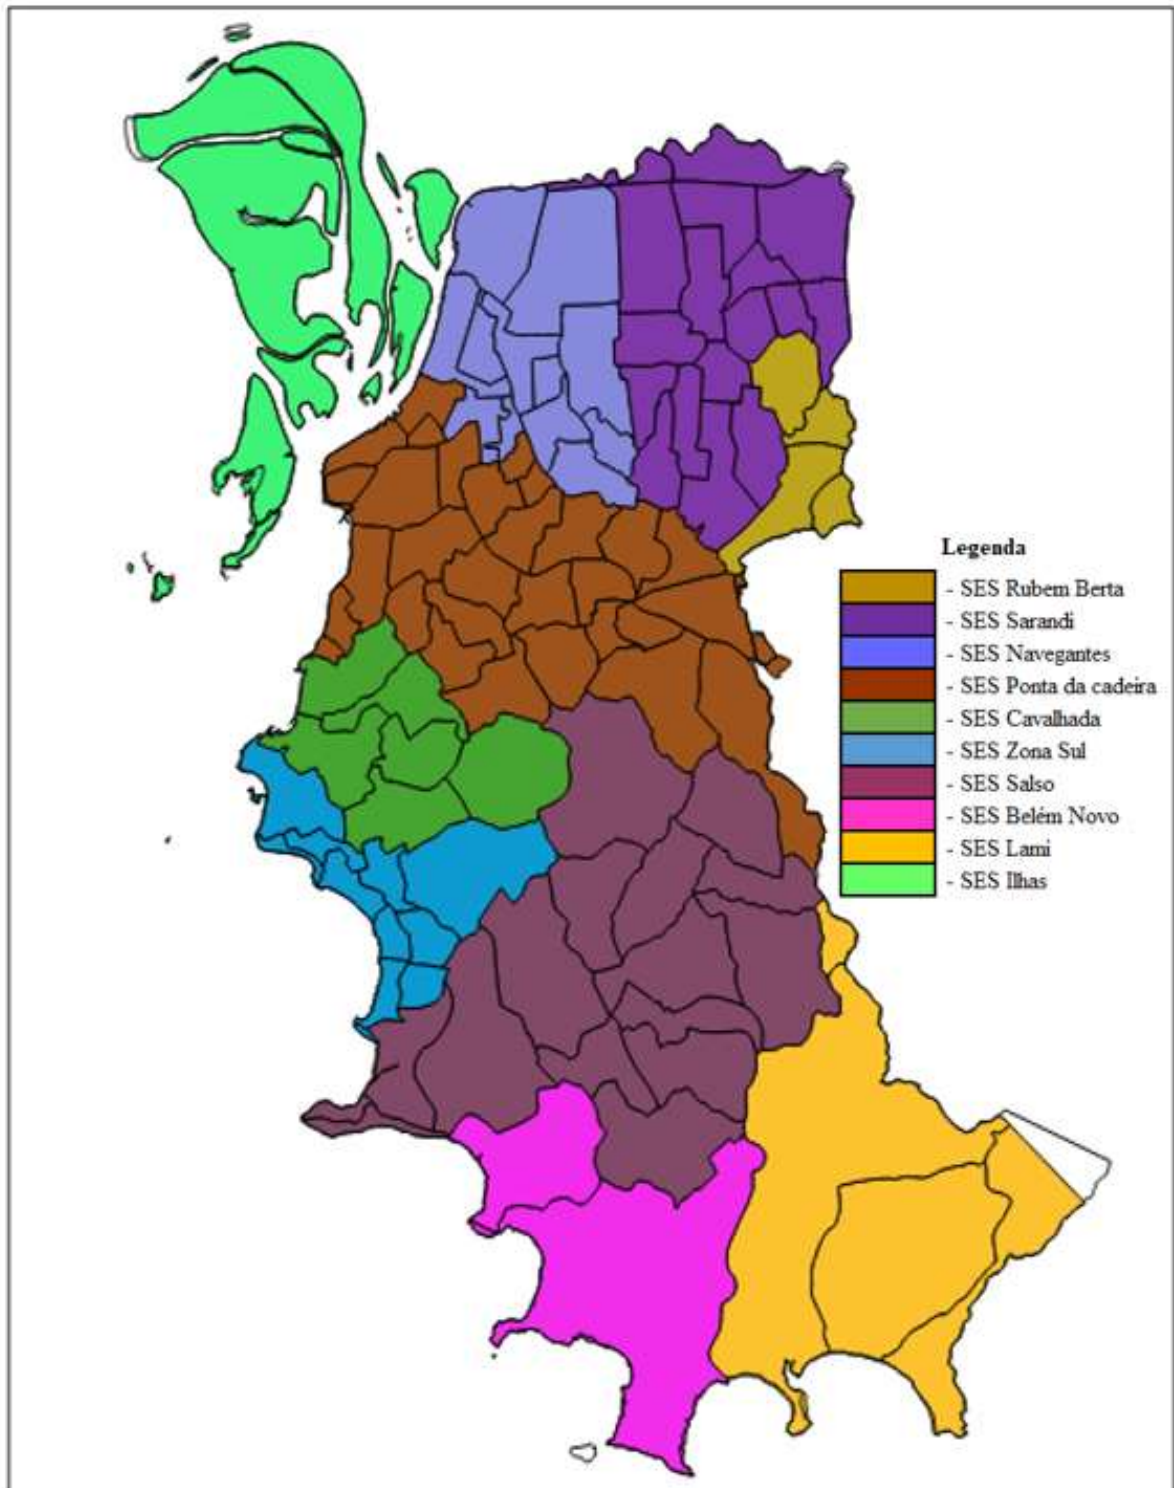 Legenda
- SES Rubem Berta
- SES Sarandi
- SES Navegantes
- SES Ponta da cadeira
- SES Cavalhada
- SES Zona Sul
- SES Salso
- SES Belém Novo
- SES Lami
- SES Ilhas